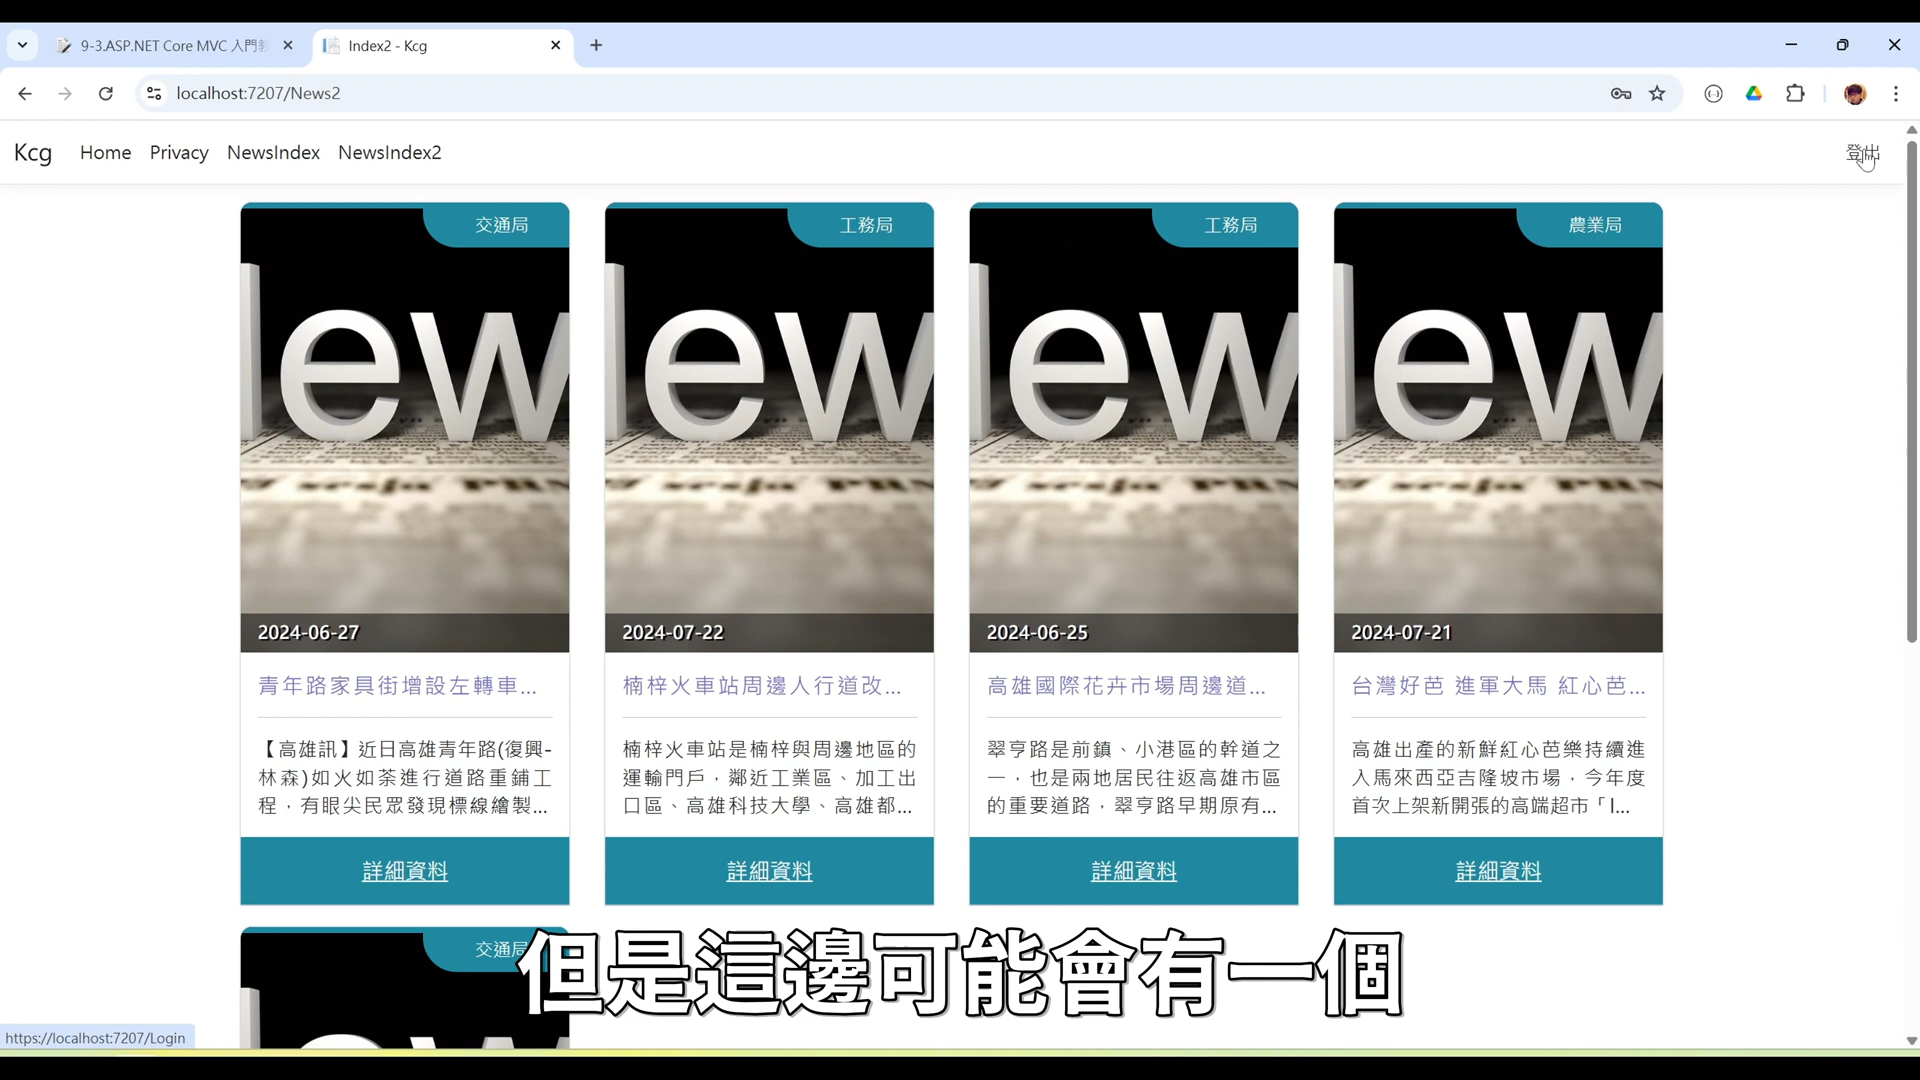 9-3.ASP.NET Core MVC 入門
Index2 - Kcg
localhost:7207/News2
Kcg
Home
Privacy
NewsIndex
NewsIndex2
登出
交通局
工務局
工務局
農業局
2024-06-27
2024-07-22
2024-06-25
2024-07-21
青年路家具街增設左轉車...
楠梓火車站周邊人行道改...
高雄國際花卉市場周邊道...
台灣好芭 進軍大馬 紅心芭...
【高雄訊】近日高雄青年路(復興-
林森)如火如荼進行道路重鋪工
程，有眼尖民眾發現標線繪製...
楠梓火車站是楠梓與周邊地區的
運輸門戶，鄰近工業區、加工出
口區、高雄科技大學、高雄都...
翠亨路是前鎮、小港區的幹道之
一，也是兩地居民往返高雄市區
的重要道路，翠亨路早期原有...
高雄出產的新鮮紅心芭樂持續進
入馬來西亞吉隆坡市場，今年度
首次上架新開張的高端超市「I...
詳細資料
詳細資料
詳細資料
詳細資料
交通局
但是這邊可能會有一個
https://localhost:7207/Login